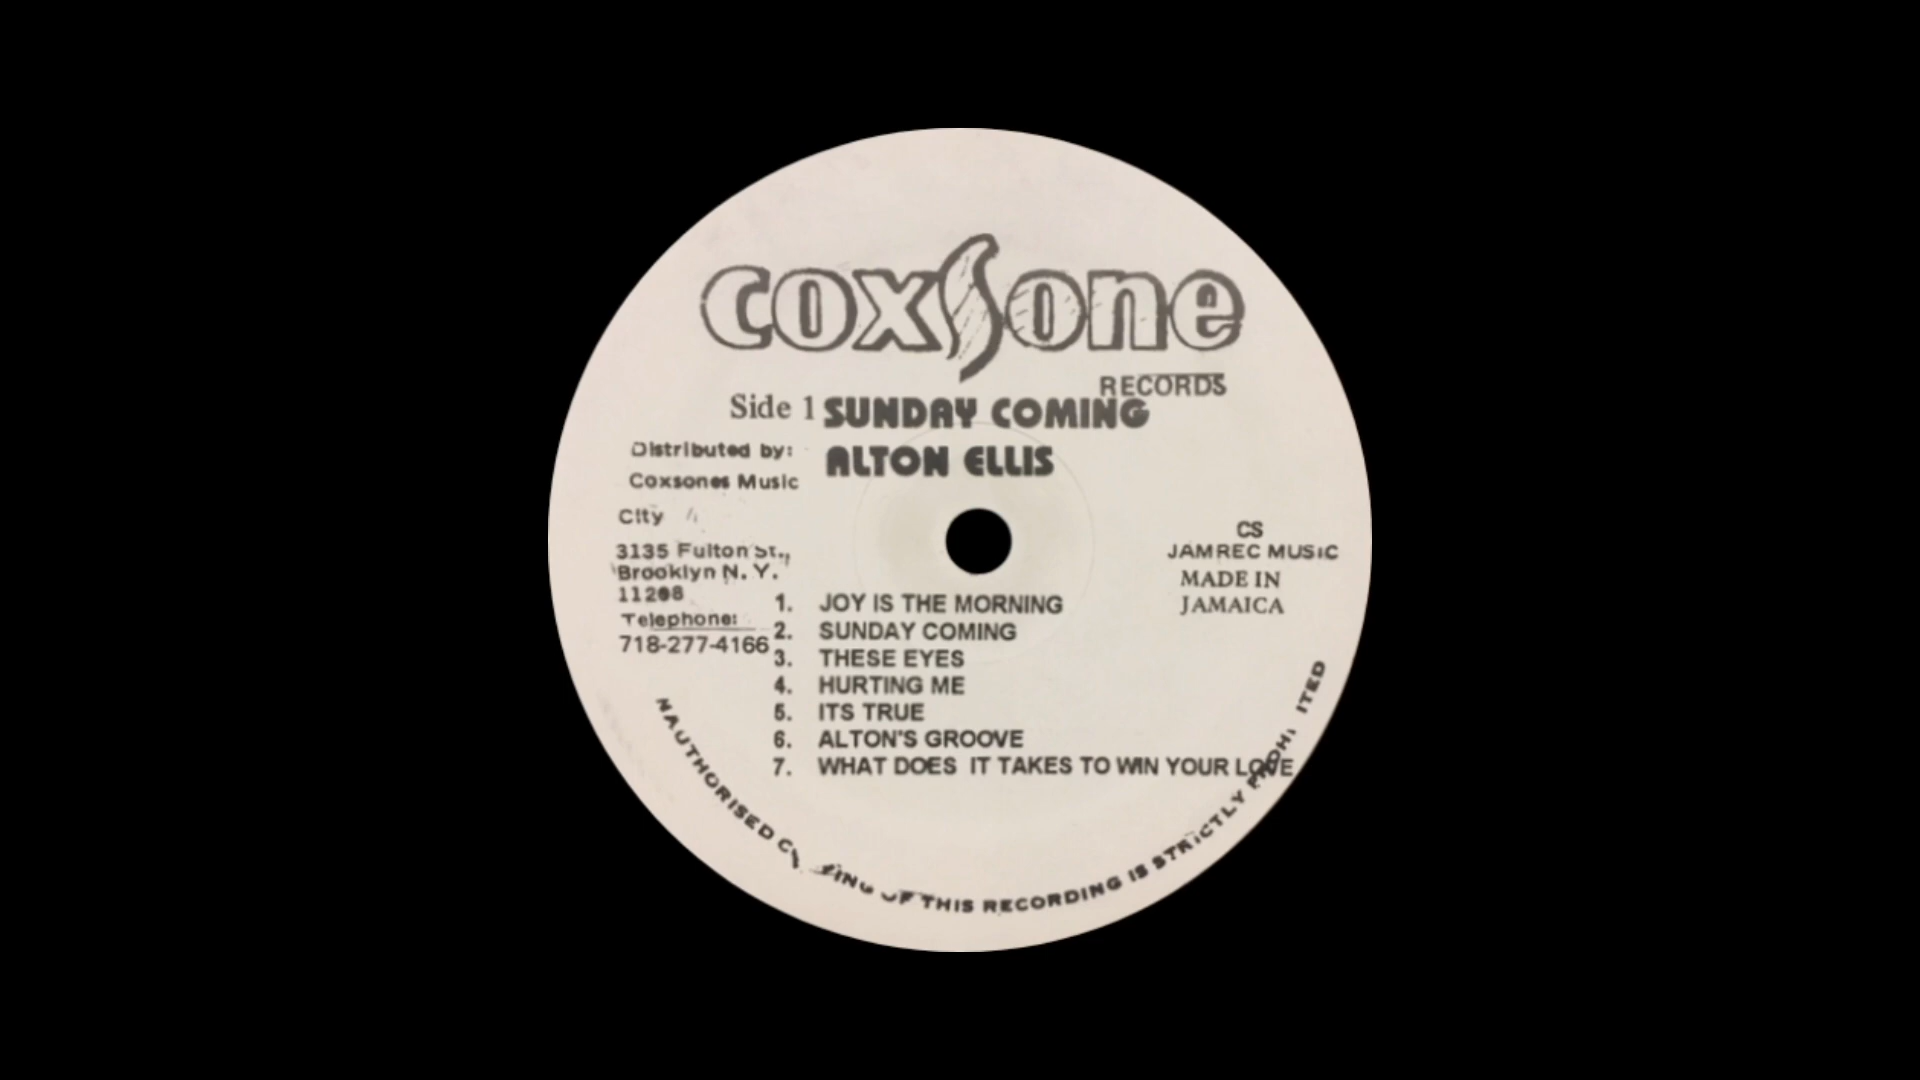 coxsone
RECORDS
Side 1 SUNDAY COMING
ALTON ELLIS
Distributed by:
Coxsones Music
City
3135 Fulton St.,
Brooklyn N. Y.
11208
Telephone:
718-277-4166
CS
JAMREC MUSIC
MADE IN
JAMAICA
1. JOY IS THE MORNING
2. SUNDAY COMING
3. THESE EYES
4. HURTING ME
5. ITS TRUE
6. ALTON'S GROOVE
7. WHAT DOES IT TAKES TO WIN YOUR LOVE
NAUTHORISED OF THIS RECORDING IS STRICTLY